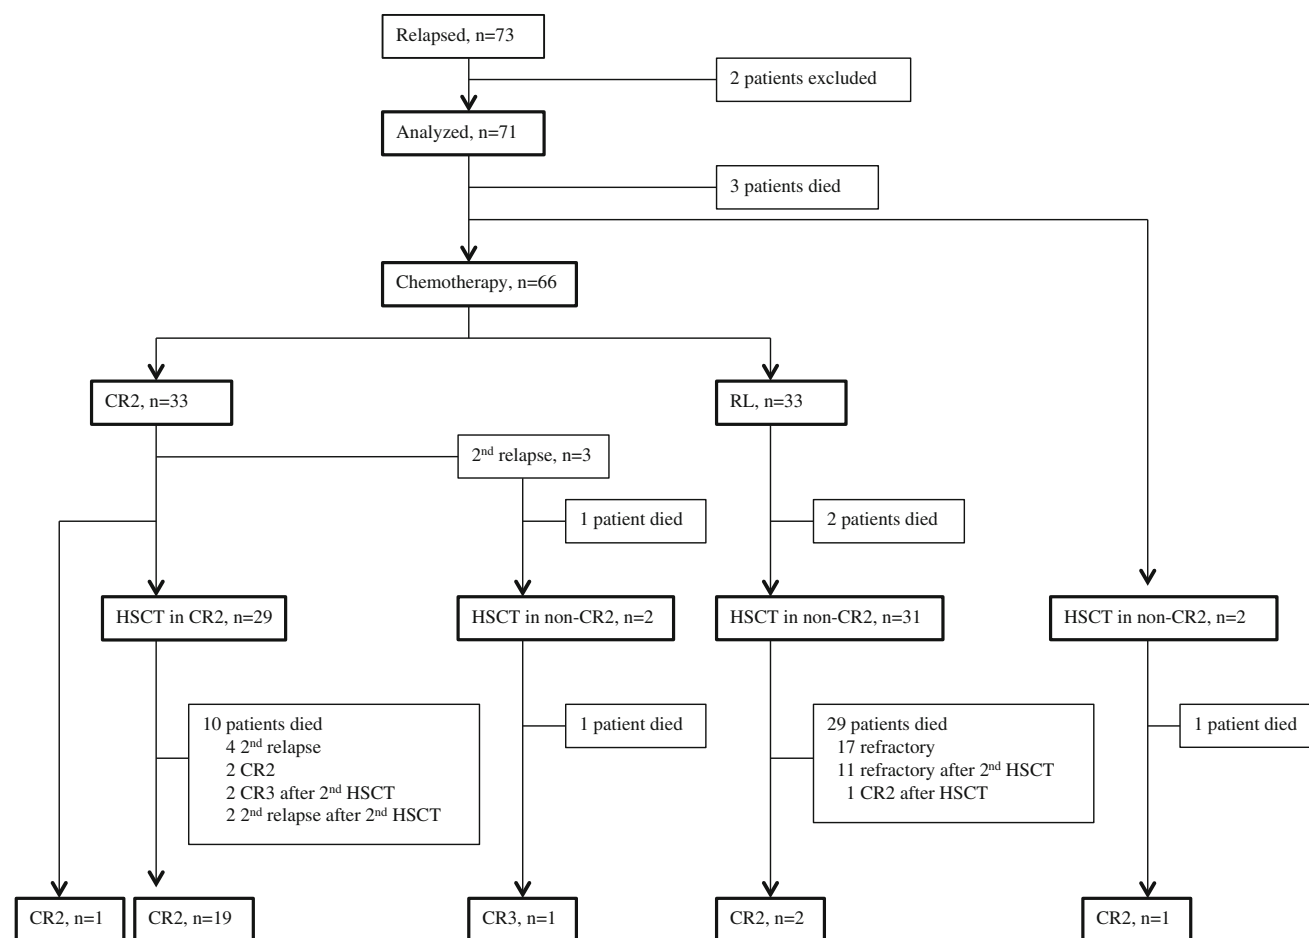 Relapsed, n=73
2 patients excluded
Analyzed, n=71
3 patients died
Chemotherapy, n=66
CR2, n=33
RL, n=33
2nd relapse, n=3
1 patient died
2 patients died
HSCT in CR2, n=29
HSCT in non-CR2, n=2
HSCT in non-CR2, n=31
HSCT in non-CR2, n=2
10 patients died
4 2nd relapse
2 CR2
2 CR3 after 2nd HSCT
2 2nd relapse after 2nd HSCT
1 patient died
29 patients died
17 refractory
11 refractory after 2nd HSCT
1 CR2 after HSCT
1 patient died
CR2, n=1
CR2, n=19
CR3, n=1
CR2, n=2
CR2, n=1